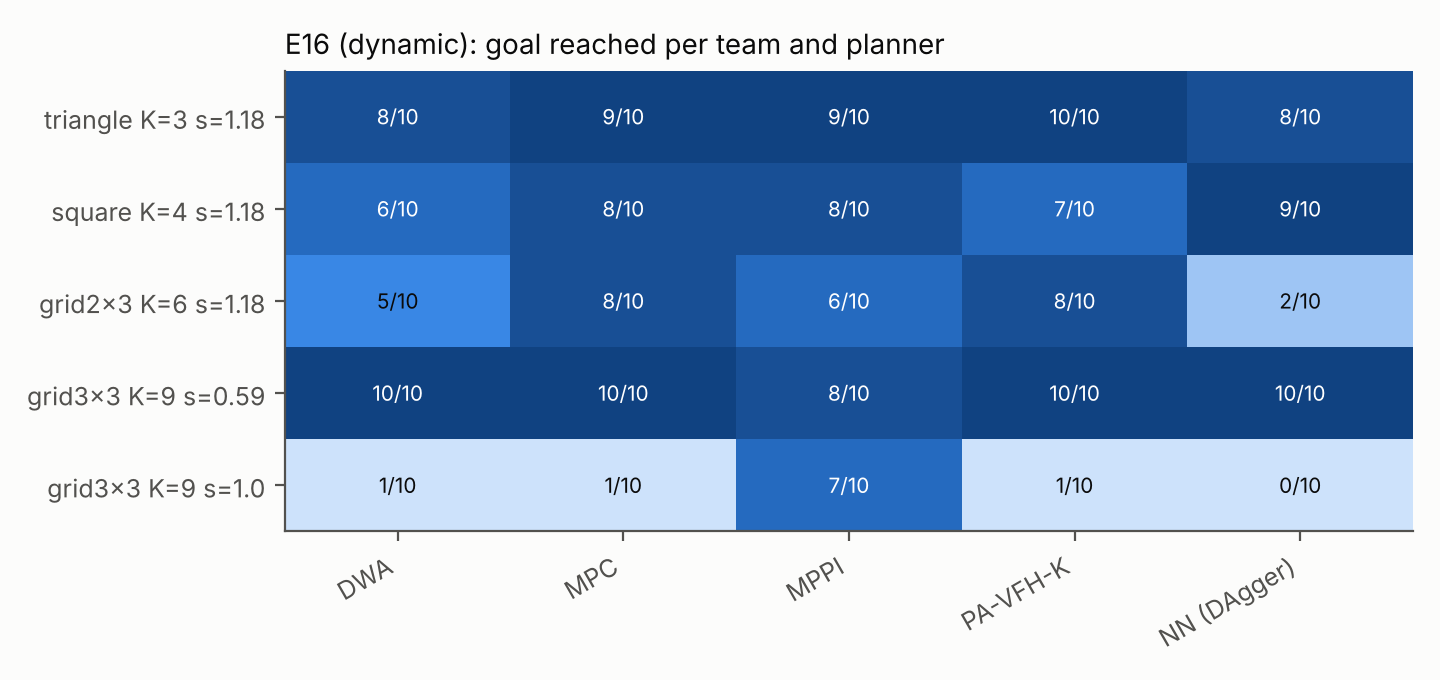 E16 (dynamic): goal reached per team and planner
triangle K=3 s=1.18 8/10 9/10 9/10 10/10 8/10
square K=4 s=1.18 6/10 8/10 8/10 7/10 9/10
grid2×3 K=6 s=1.18 5/10 8/10 6/10 8/10 2/10
grid3×3 K=9 s=0.59 10/10 10/10 8/10 10/10 10/10
grid3×3 K=9 s=1.0 1/10 1/10 7/10 1/10 0/10
DWA MPC MPPI PA-VFH-K NN (DAgger)